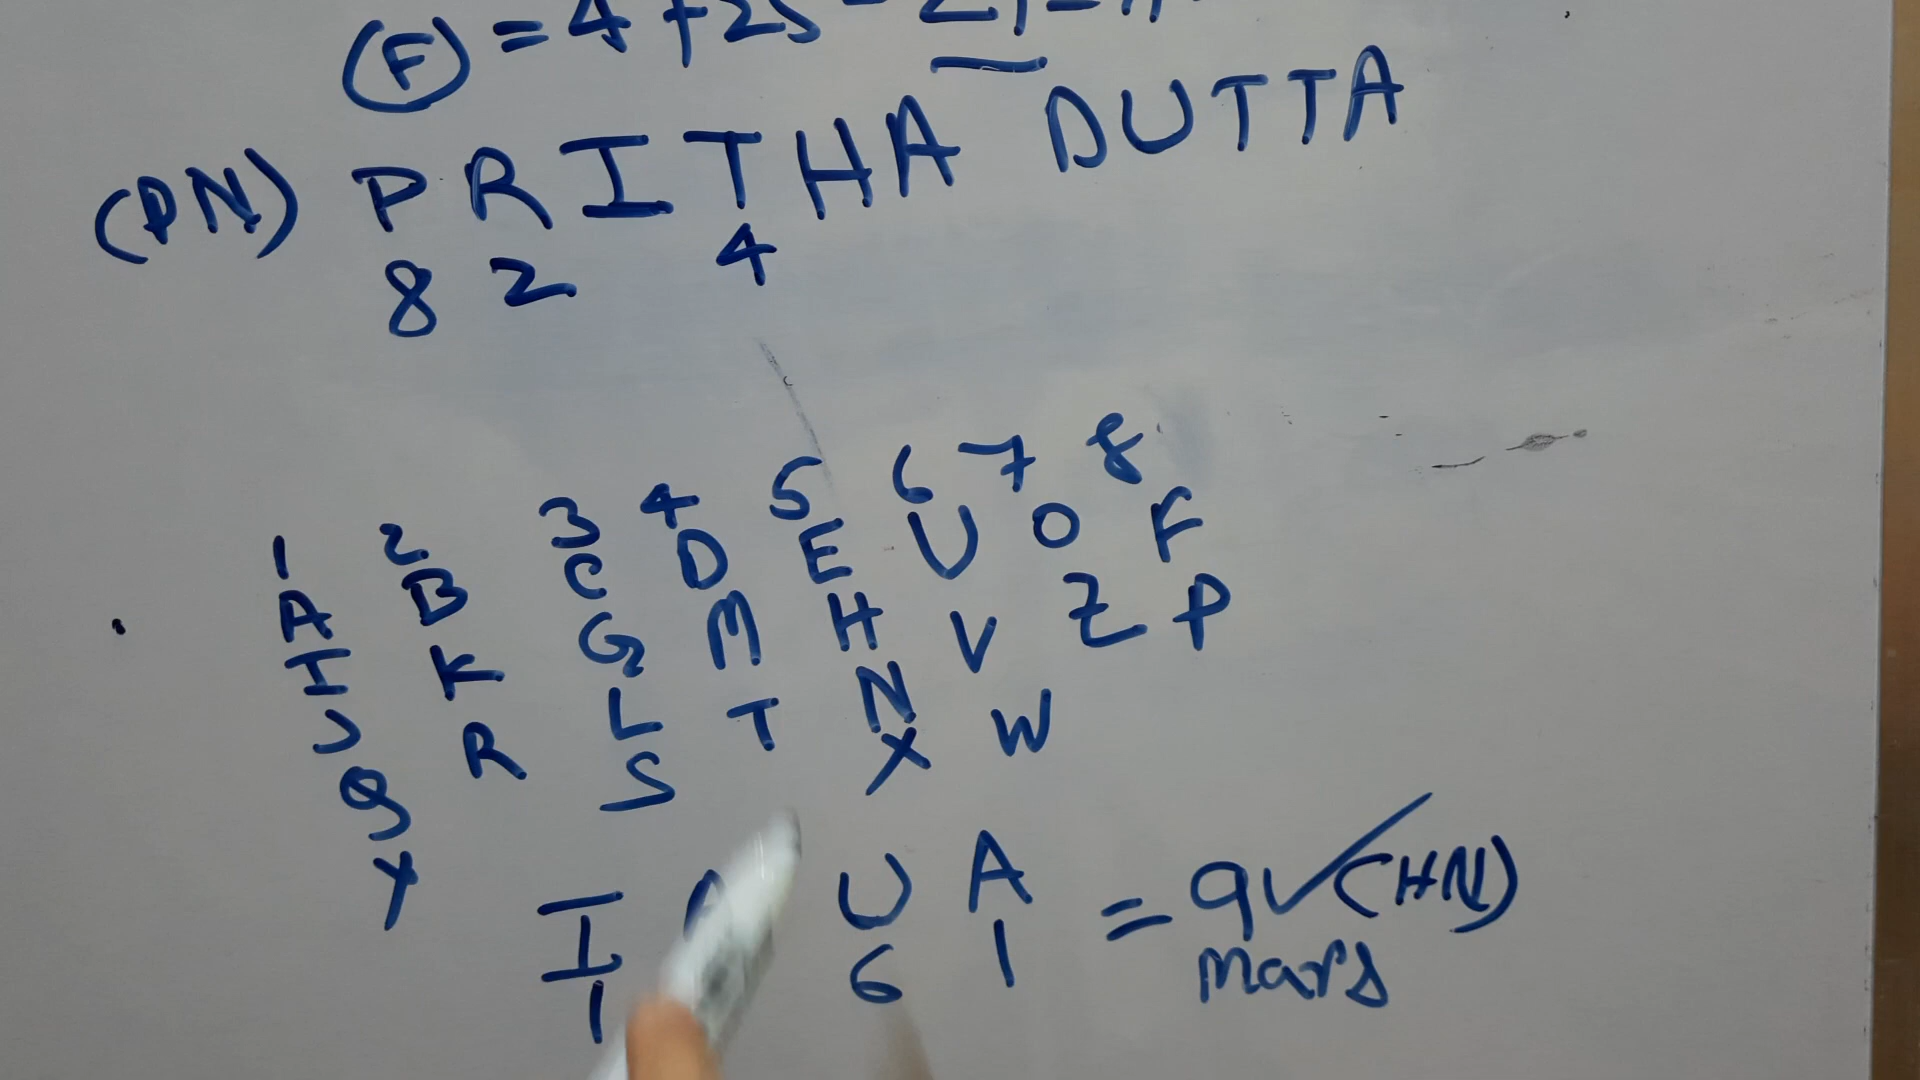 (F) = 4 + 25
(PN) PRITHA DUTTA
8 2 4
1 2 3 4 5 6 7 8
A B C D E U O F
I K G M H V Z P
J R L T N W
Q S X
Y
I A U A = 9 ✓ (HN)
1 6 1 Mars